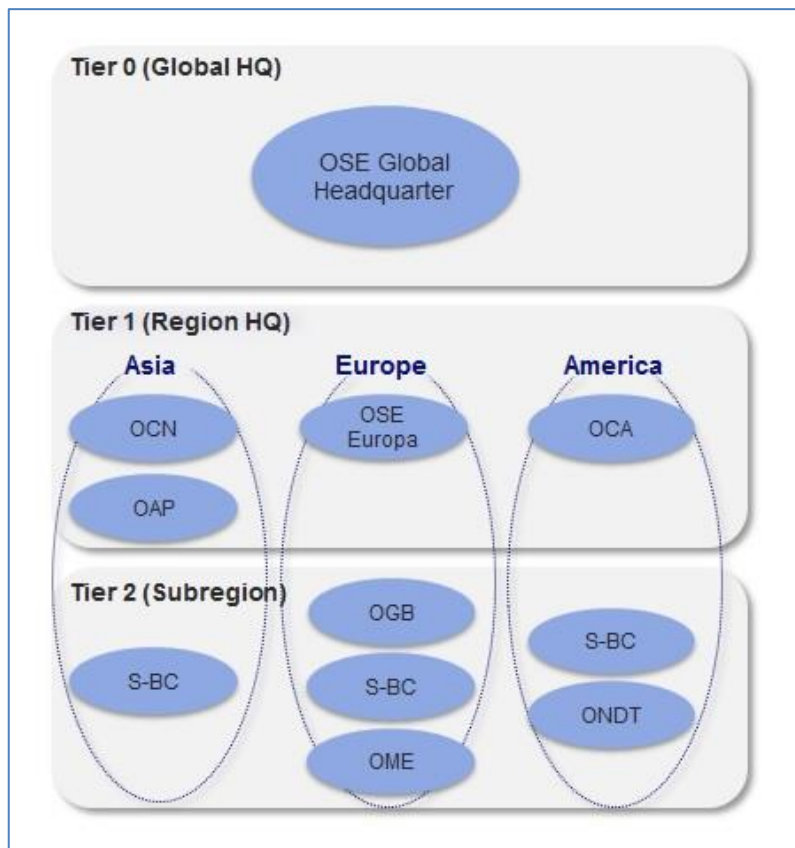 Tier 0 (Global HQ)
OSE Global
Headquarter
Tier 1 (Region HQ)
Asia
Europe
America
OCN
OSE
Europa
OCA
OAP
Tier 2 (Subregion)
OGB
S-BC
S-BC
S-BC
ONDT
OME